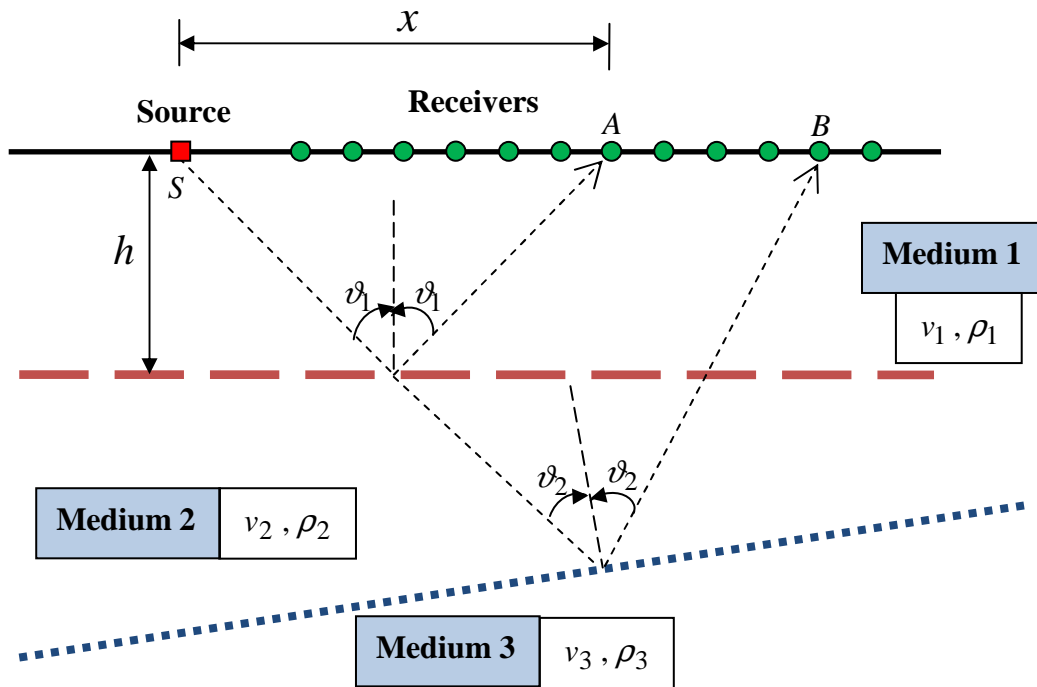 x
Source
Receivers
A
B
S
h
ϑ1 ϑ1
Medium 1
v1 , ρ1
ϑ2 ϑ2
Medium 2 v2 , ρ2
Medium 3 v3 , ρ3